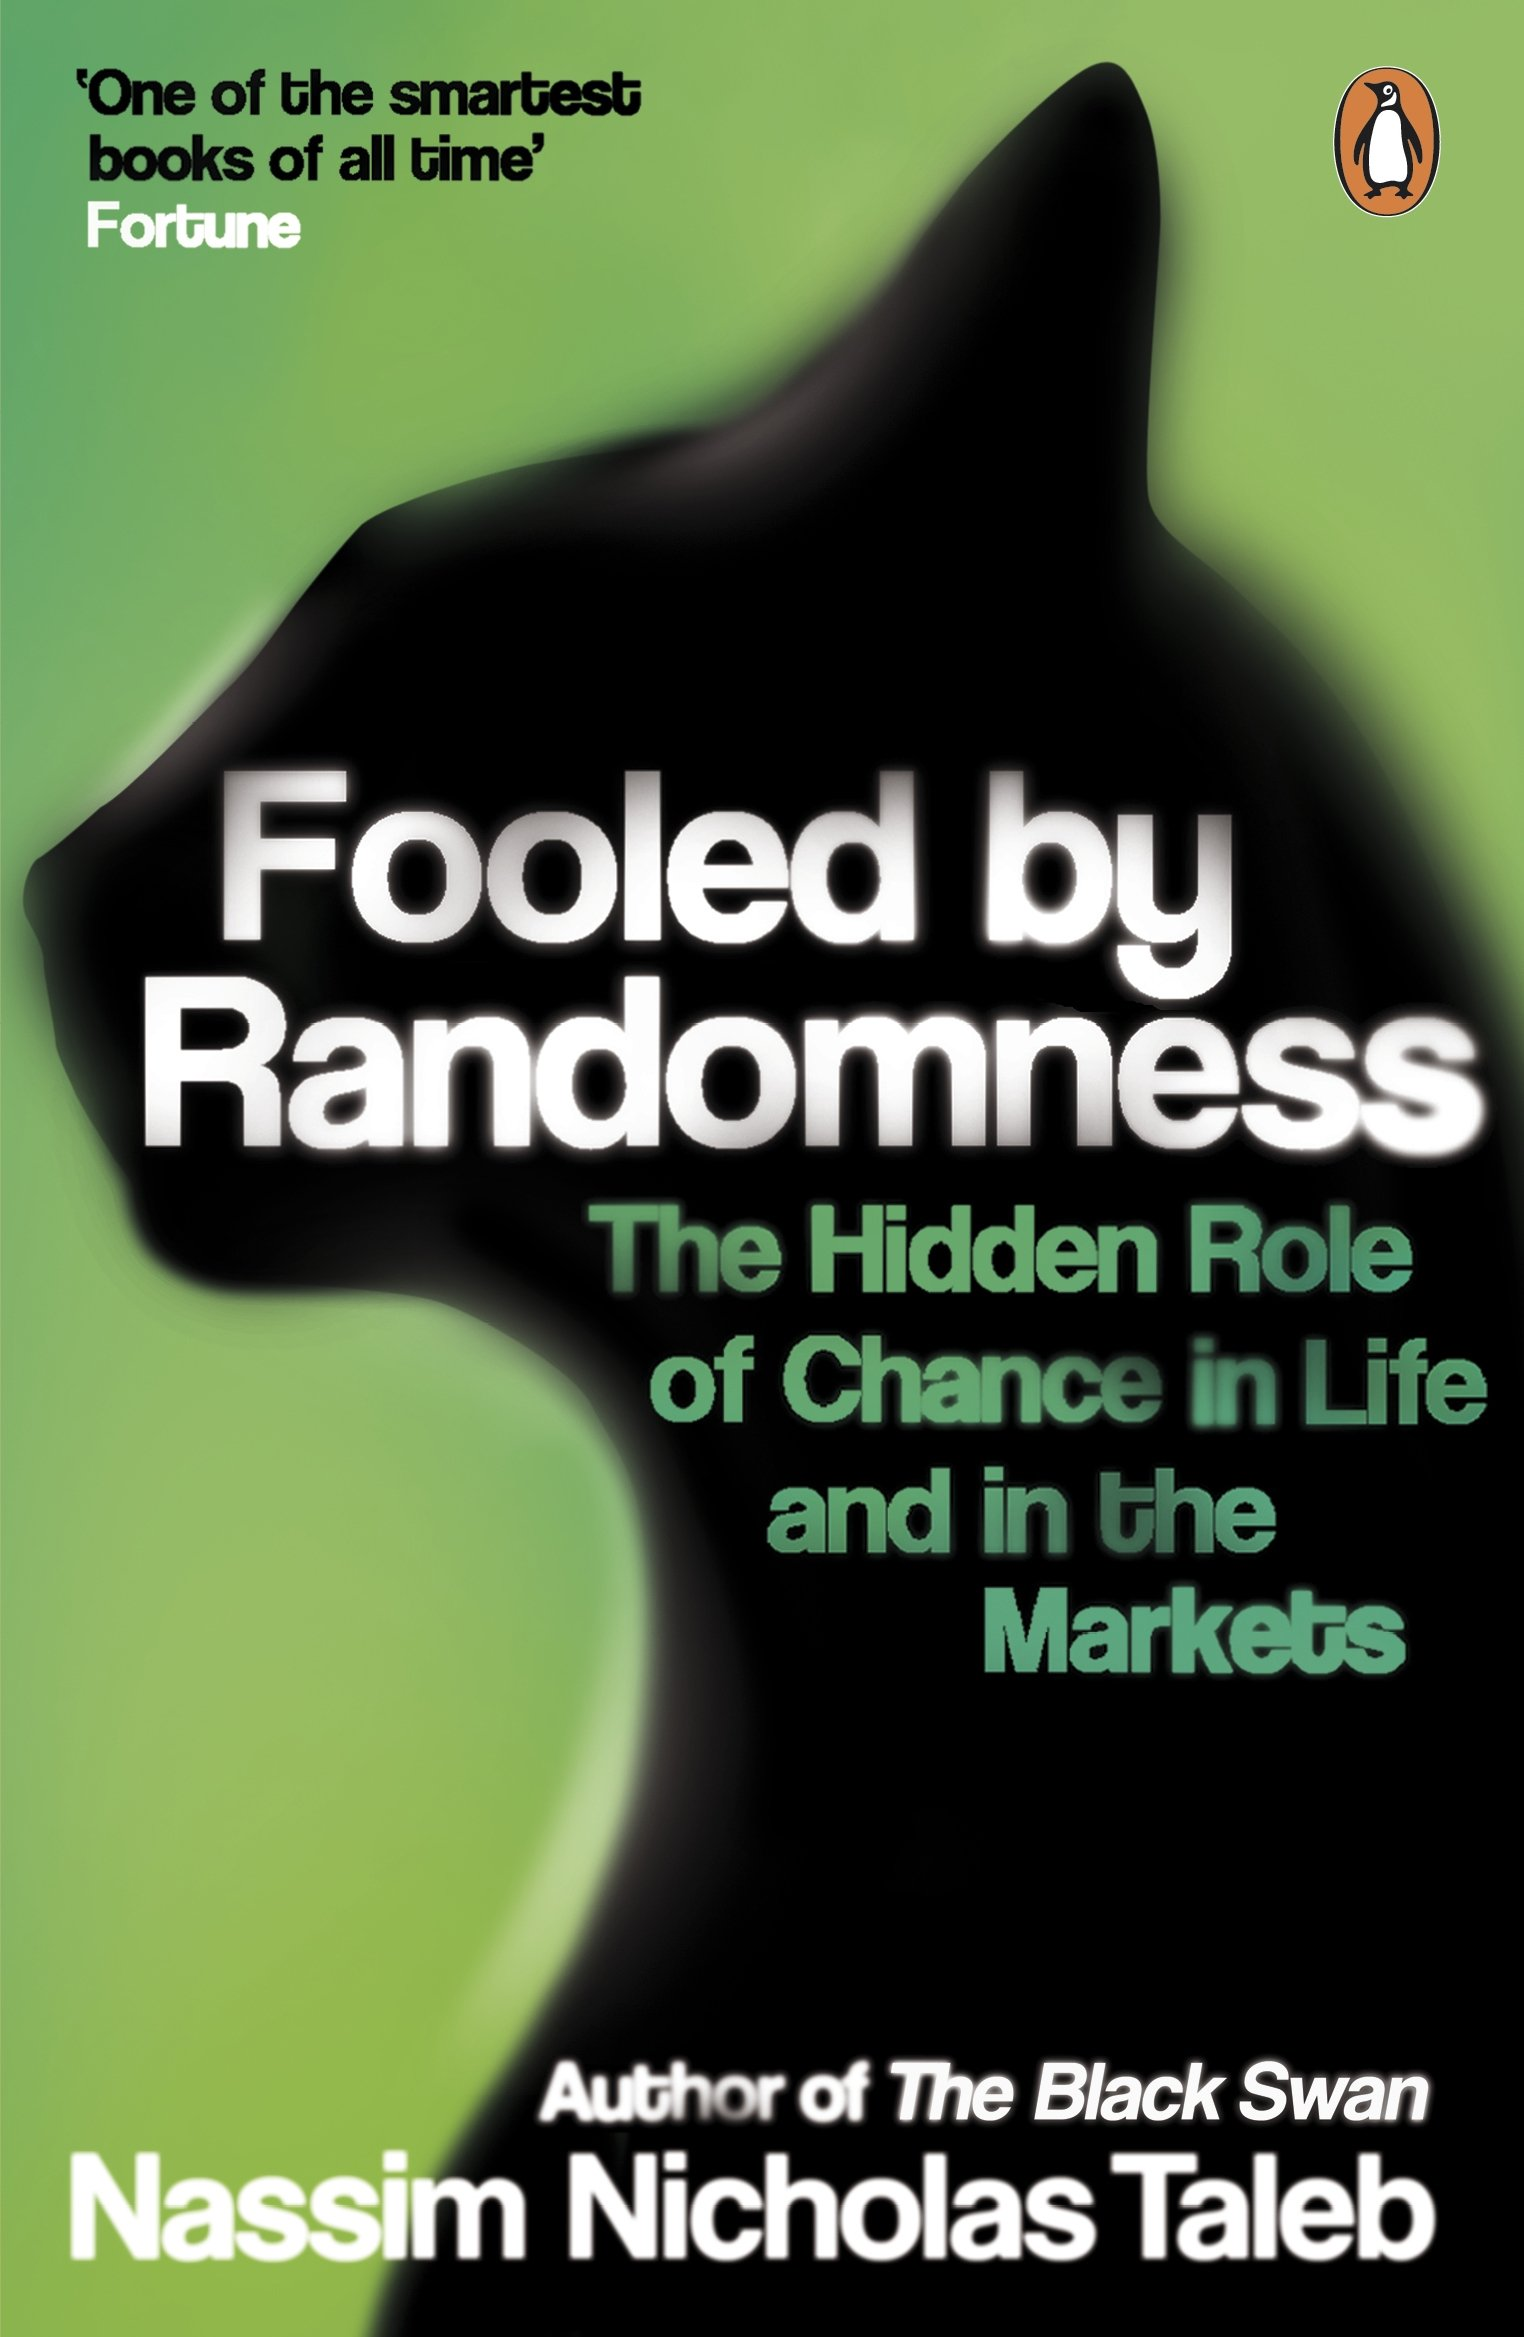 ‘One of the smartest
books of all time’
Fortune
Fooled by
Randomness
The Hidden Role
of Chance in Life
and in the
Markets
Author of The Black Swan
Nassim Nicholas Taleb